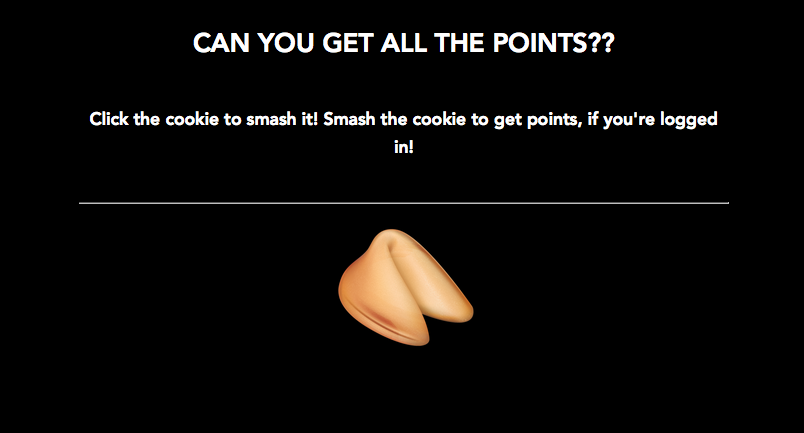 CAN YOU GET ALL THE POINTS??
Click the cookie to smash it! Smash the cookie to get points, if you're logged
in!